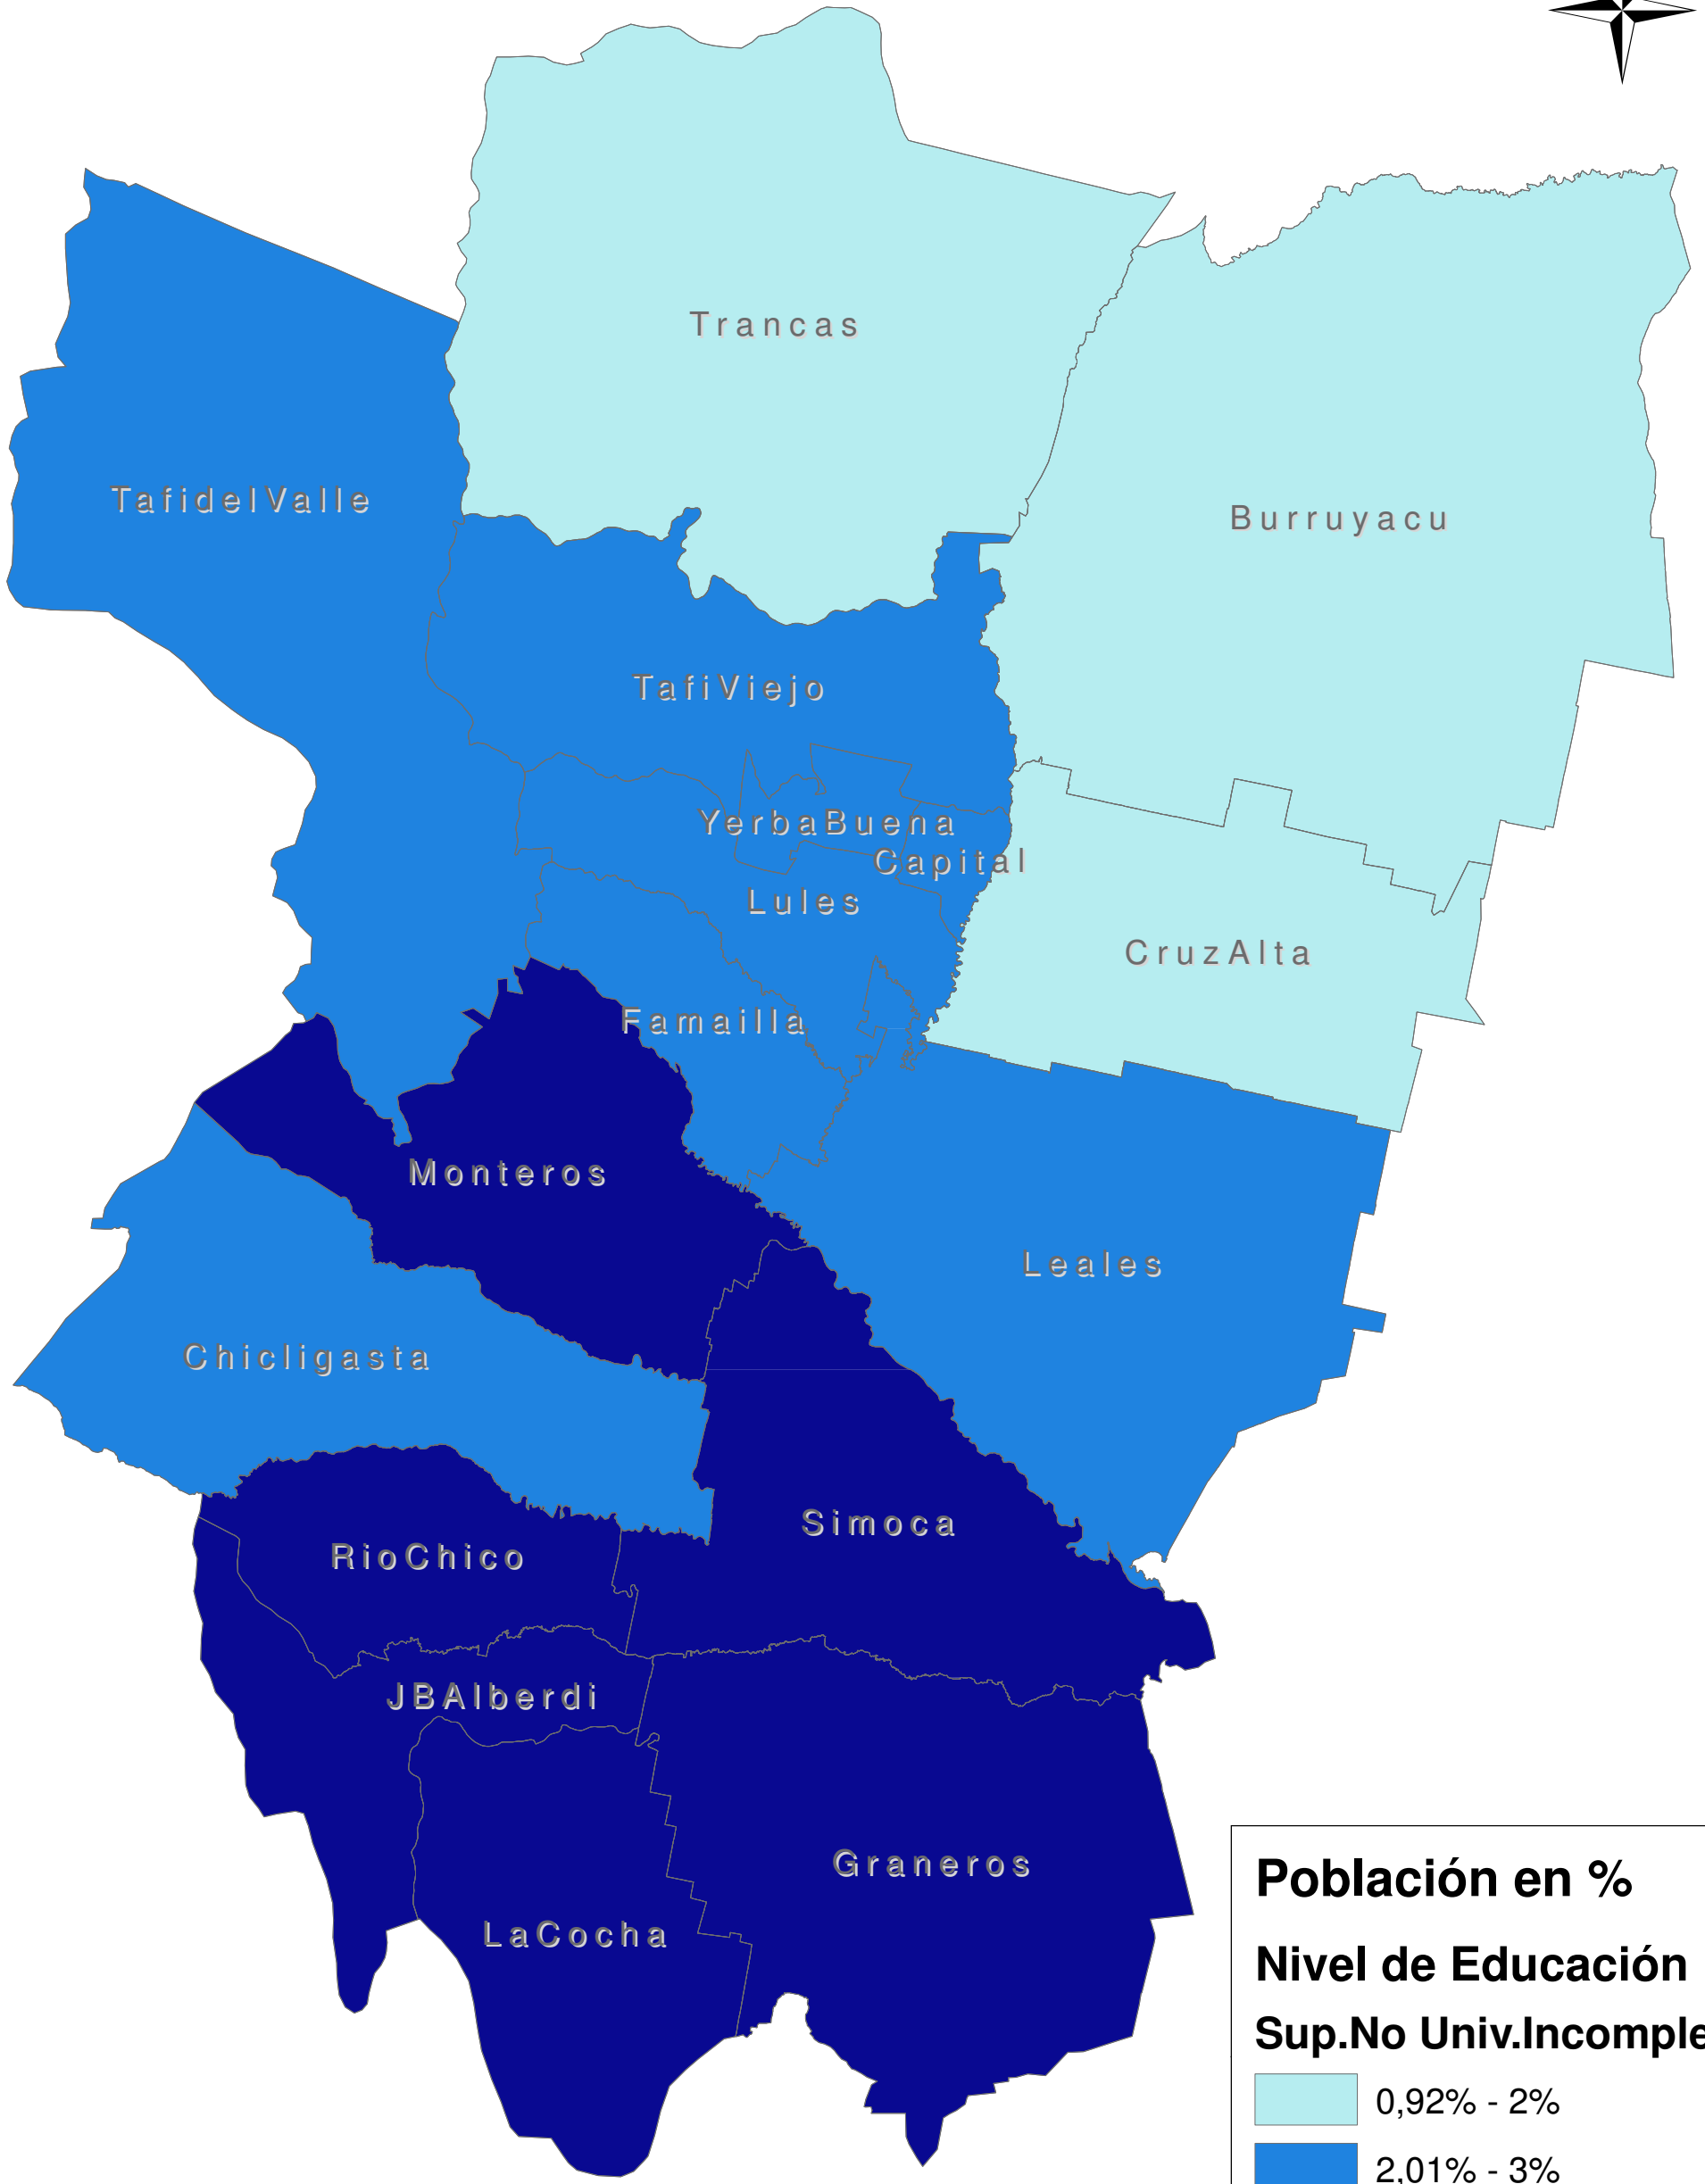 Trancas
TafidelValle
Burruyacu
TafiViejo
YerbaBuena
Capital
Lules
CruzAlta
Famailla
Monteros
Leales
Chicligasta
Simoca
RioChico
JBAlberdi
Graneros
LaCocha
Población en %
Nivel de Educación
Sup.No Univ.Incomple
0,92% - 2%
2,01% - 3%